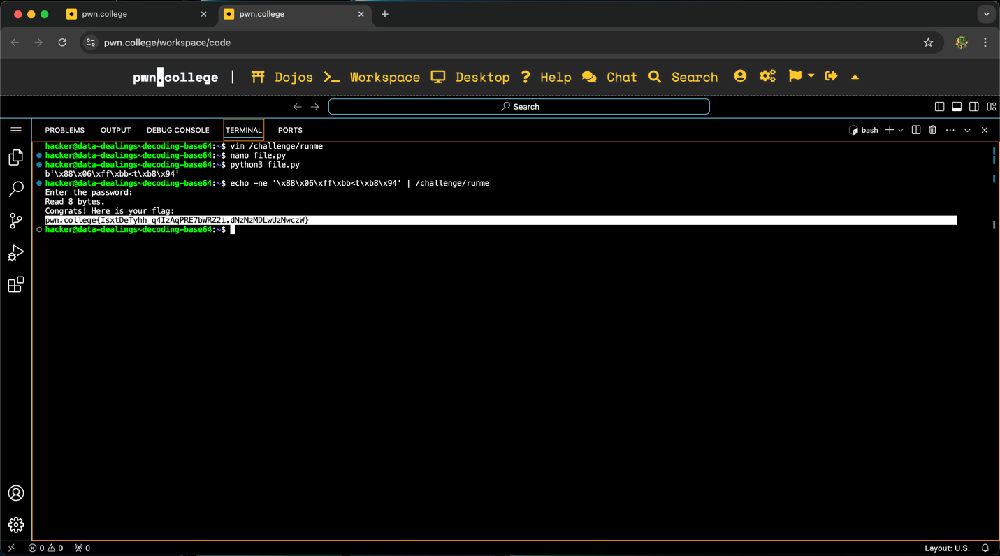 pwn.college
pwn.college
pwn.college/workspace/code
pwn.college | Dojos Workspace Desktop ? Help Chat Search
Search
PROBLEMS OUTPUT DEBUG CONSOLE TERMINAL PORTS
bash
hacker@data-dealings~decoding-base64:~$ vim /challenge/runme
hacker@data-dealings~decoding-base64:~$ nano file.py
hacker@data-dealings~decoding-base64:~$ python3 file.py
b'\x88\x06\xff\xbb<t\xb8\x94'
hacker@data-dealings~decoding-base64:~$ echo -ne '\x88\x06\xff\xbb<t\xb8\x94' | /challenge/runme
Enter the password:
Read 8 bytes.
Congrats! Here is your flag:
pwn.college{IsxtDeTyhh_q4IzAqPRE7bWRZ2i.dNzNzMDLwUzNwczW}
hacker@data-dealings~decoding-base64:~$
0 0 0
Layout: U.S.